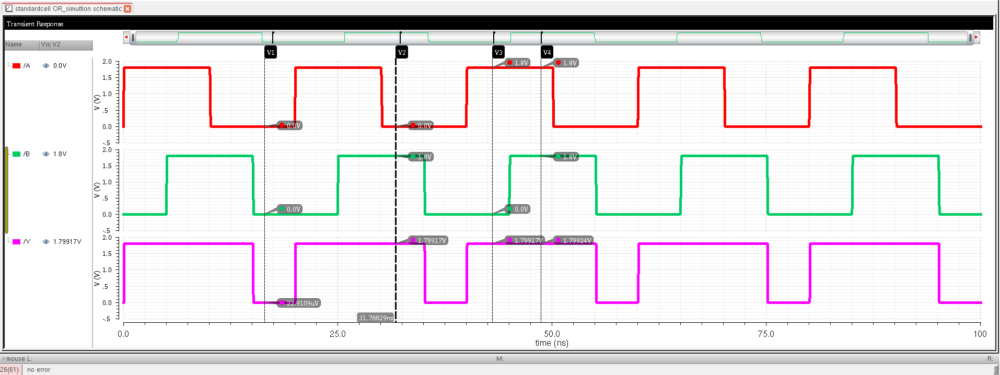 standardcell OR_simultion schematic
Transient Response
Name Vis V2
V1 V2 V3 V4
/A 0.0V
2.0
1.5
1.0
.5
0.0
-.5
V (V)
1.8V 1.8V
0.0V 0.0V
/B 1.8V
2.0
1.5
1.0
.5
0.0
-.5
V (V)
1.8V 1.8V
0.0V 0.0V
/Y 1.79917V
2.0
1.5
1.0
.5
0.0
-.5
V (V)
1.79917V 1.79917V 1.79924V
22.9109uV
31.76829ns
0.0 25.0 50.0 75.0 100
time (ns)
mouse L: M: R:
26(61) no error